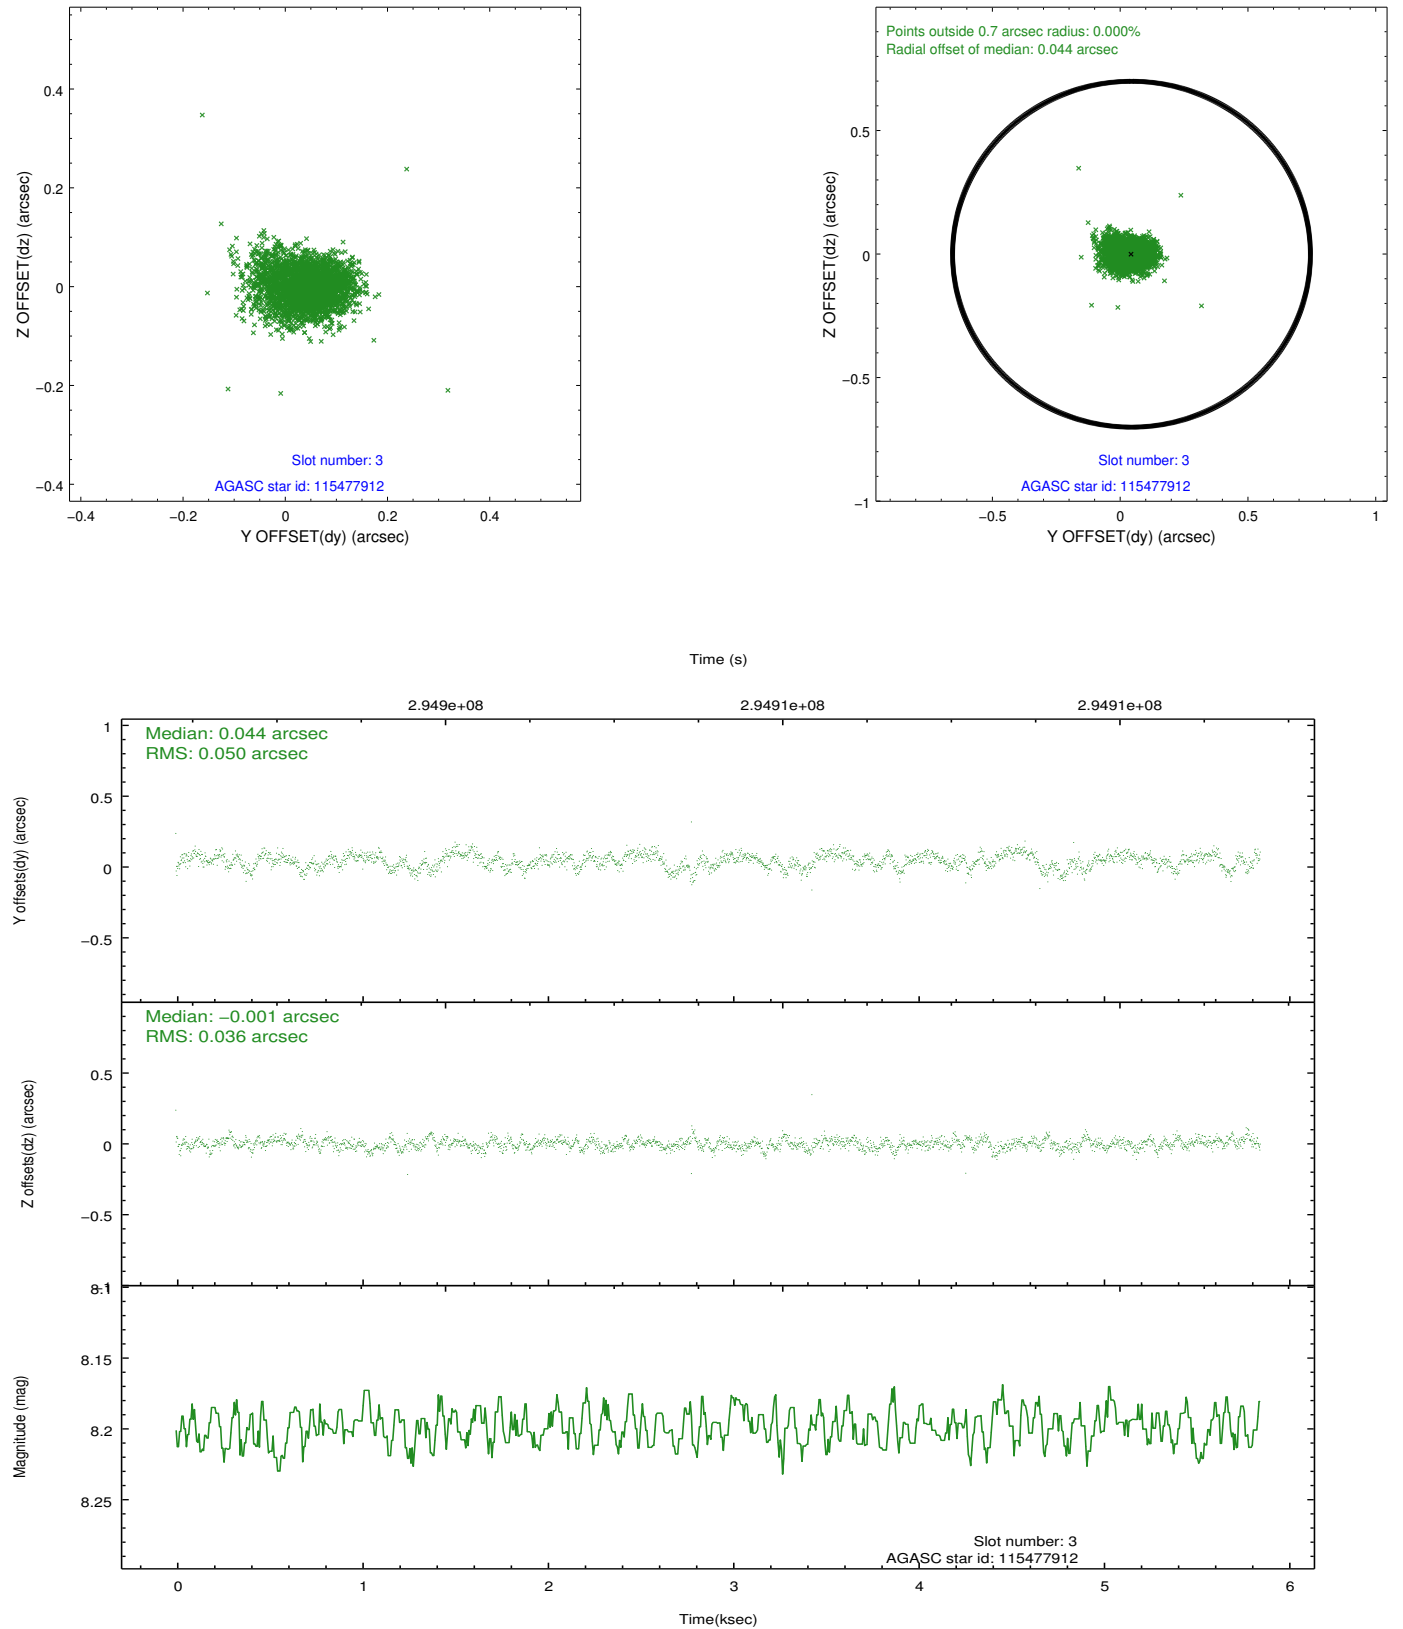 0.4
0.2
0
−0.2
−0.4
−0.4
−0.2
0
0.2
0.4
Z OFFSET(dz) (arcsec)
Y OFFSET(dy) (arcsec)
Slot number: 3
AGASC star id: 115477912
Points outside 0.7 arcsec radius: 0.000%
Radial offset of median: 0.044 arcsec
0.5
0
−0.5
−1
−0.5
0
0.5
1
Z OFFSET(dz) (arcsec)
Y OFFSET(dy) (arcsec)
Slot number: 3
AGASC star id: 115477912
Time (s)
2.949e+08
2.9491e+08
2.9491e+08
Median: 0.044 arcsec
RMS: 0.050 arcsec
1
0.5
0
−0.5
Y offsets(dy) (arcsec)
Median: −0.001 arcsec
RMS: 0.036 arcsec
0.5
0
−0.5
−1
Z offsets(dz) (arcsec)
8.1
8.15
8.2
8.25
Magnitude (mag)
Slot number: 3
AGASC star id: 115477912
0
1
2
3
4
5
6
Time(ksec)